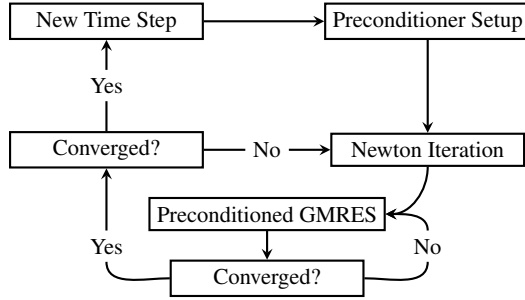 New Time Step
Preconditioner Setup
Yes
Converged?
No
Newton Iteration
Preconditioned GMRES
Yes
No
Converged?